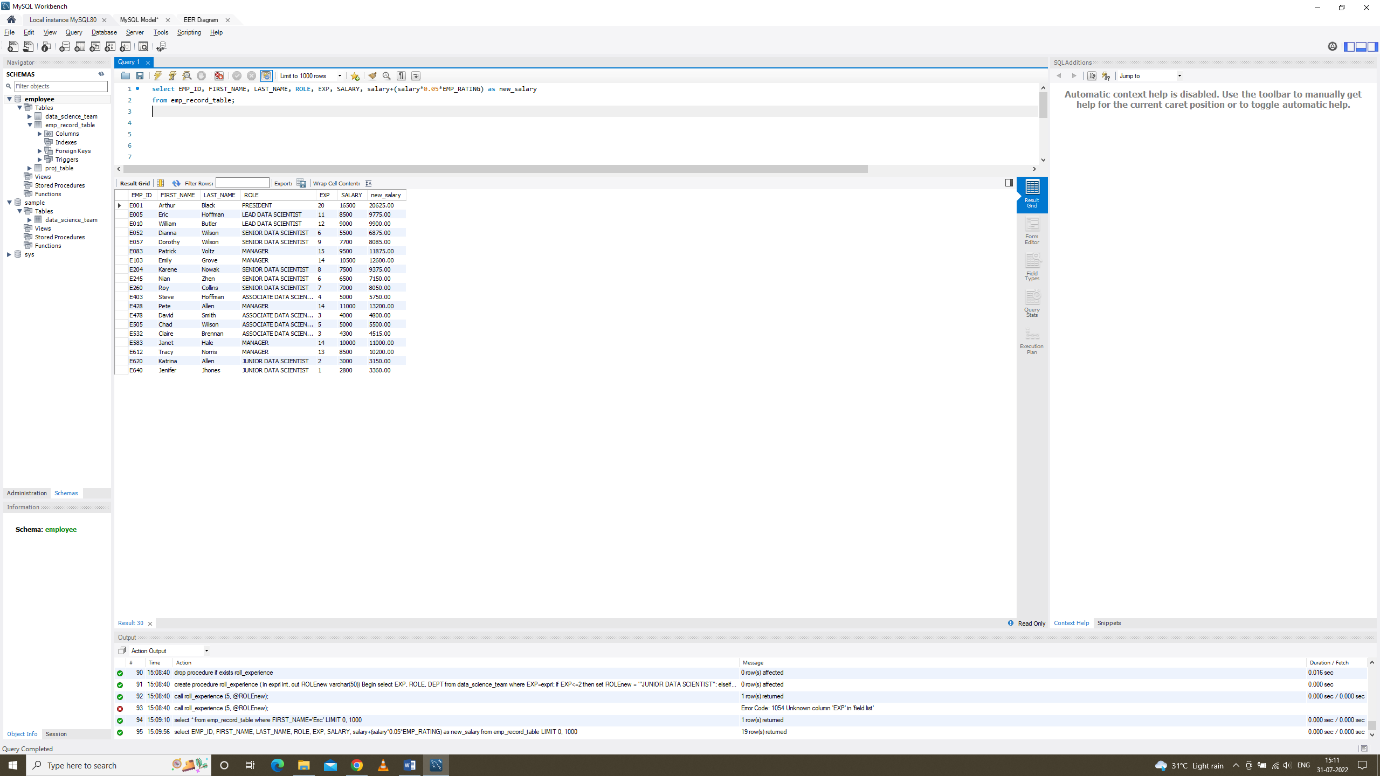 MySQL Workbench
Local instance MySQL80 × MySQL Model* × EER Diagram ×
File Edit View Query Database Server Tools Scripting Help
Navigator Query 1 × SQLAdditions
SCHEMAS
Filter objects
Limit to 1000 rows
Jump to
employee
Tables
data_science_team
emp_record_table
Columns
Indexes
Foreign Keys
Triggers
proj_table
Views
Stored Procedures
Functions
sample
Tables
data_science_team
Views
Stored Procedures
Functions
sys
1 select EMP_ID, FIRST_NAME, LAST_NAME, ROLE, EXP, SALARY, salary+(salary*0.05*EMP_RATING) as new_salary
2 from emp_record_table;
3
4
5
6
7
Automatic context help is disabled. Use the toolbar to manually get
help for the current caret position or to toggle automatic help.
Result Grid Filter Rows: Export: Wrap Cell Content:
EMP_ID FIRST_NAME LAST_NAME ROLE EXP SALARY new_salary
E001 Arthur Black PRESIDENT 20 16500 20625.00
E005 Eric Hoffman LEAD DATA SCIENTIST 11 8500 9775.00
E010 William Butler LEAD DATA SCIENTIST 12 9000 9900.00
E052 Dianna Wilson SENIOR DATA SCIENTIST 6 5500 6875.00
E057 Dorothy Wilson SENIOR DATA SCIENTIST 9 7700 8085.00
E083 Patrick Voltz MANAGER 15 9500 11875.00
E103 Emily Grove MANAGER 14 10500 12600.00
E204 Karene Nowak SENIOR DATA SCIENTIST 8 7500 9375.00
E245 Nian Zhen SENIOR DATA SCIENTIST 6 6500 7150.00
E260 Roy Collins SENIOR DATA SCIENTIST 7 7000 8050.00
E403 Steve Hoffman ASSOCIATE DATA SCIEN... 4 5000 5750.00
E428 Pete Allen MANAGER 14 11000 13200.00
E478 David Smith ASSOCIATE DATA SCIEN... 3 4000 4800.00
E505 Chad Wilson ASSOCIATE DATA SCIEN... 5 5000 5500.00
E532 Claire Brennan ASSOCIATE DATA SCIEN... 3 4300 4515.00
E583 Janet Hale MANAGER 14 10000 11000.00
E612 Tracy Norris MANAGER 13 8500 10200.00
E620 Katrina Allen JUNIOR DATA SCIENTIST 2 3000 3150.00
E640 Jenifer Jhones JUNIOR DATA SCIENTIST 1 2800 3360.00
Result
Grid
Form
Editor
Field
Types
Query
Stats
Execution
Plan
Administration Schemas
Information
Schema: employee
Result 39 × Read Only Context Help Snippets
Output
Action Output
# Time Action Message Duration / Fetch
90 15:08:40 drop procedure if exists roll_experience 0 row(s) affected 0.016 sec
91 15:08:40 create procedure roll_experience ( in exprI int, out ROLEnew varchar(50)) Begin select EXP, ROLE, DEPT from data_science_team where EXP=exprI; if EXP<=2 then set ROLEnew = "JUNIOR DATA SCIENTIST"; elseif... 0 row(s) affected 0.000 sec
92 15:08:40 call roll_experience (5, @ROLEnew); 1 row(s) returned 0.000 sec / 0.000 sec
93 15:08:40 call roll_experience (5, @ROLEnew); Error Code: 1054 Unknown column 'EXP' in 'field list'
94 15:09:10 select * from emp_record_table where FIRST_NAME='Eric' LIMIT 0, 1000 1 row(s) returned 0.000 sec / 0.000 sec
95 15:09:56 select EMP_ID, FIRST_NAME, LAST_NAME, ROLE, EXP, SALARY, salary+(salary*0.05*EMP_RATING) as new_salary from emp_record_table LIMIT 0, 1000 19 row(s) returned 0.000 sec / 0.000 sec
Object Info Session
Query Completed
Type here to search
31°C Light rain ENG 15:11
31-07-2022